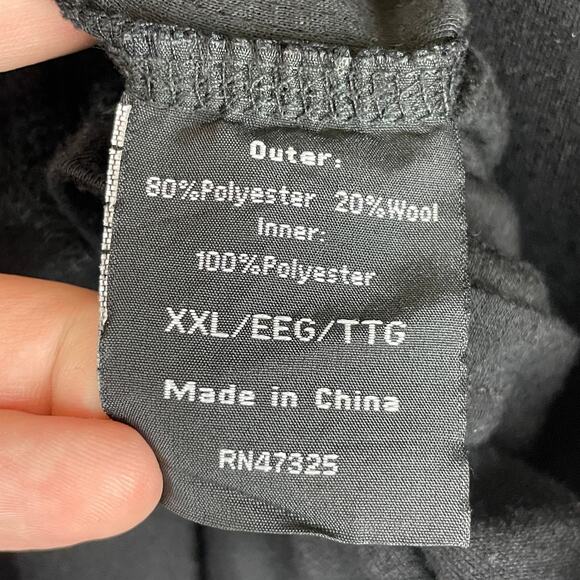 Outer:
80%Polyester 20%Wool
Inner:
100%Polyester
XXL/EEG/TTG
Made in China
RN47325